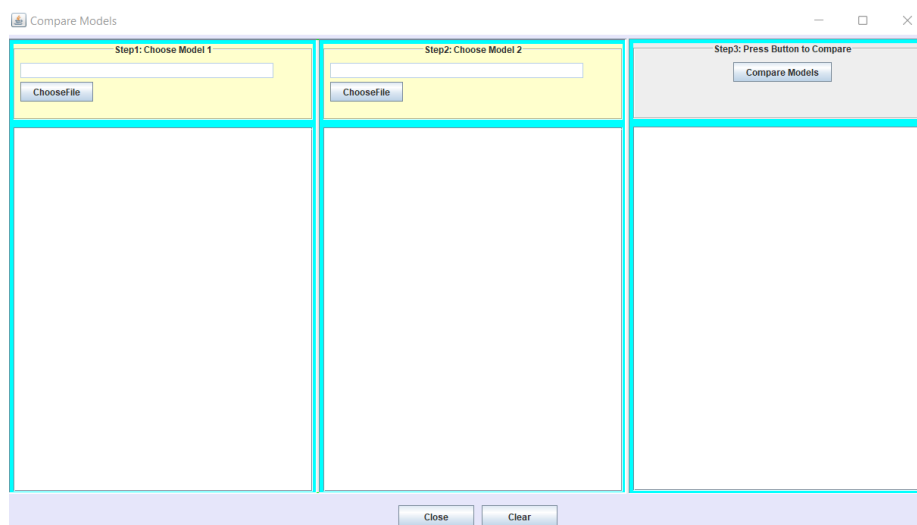 Compare Models
Step1: Choose Model 1
ChooseFile
Step2: Choose Model 2
ChooseFile
Step3: Press Button to Compare
Compare Models
Close
Clear